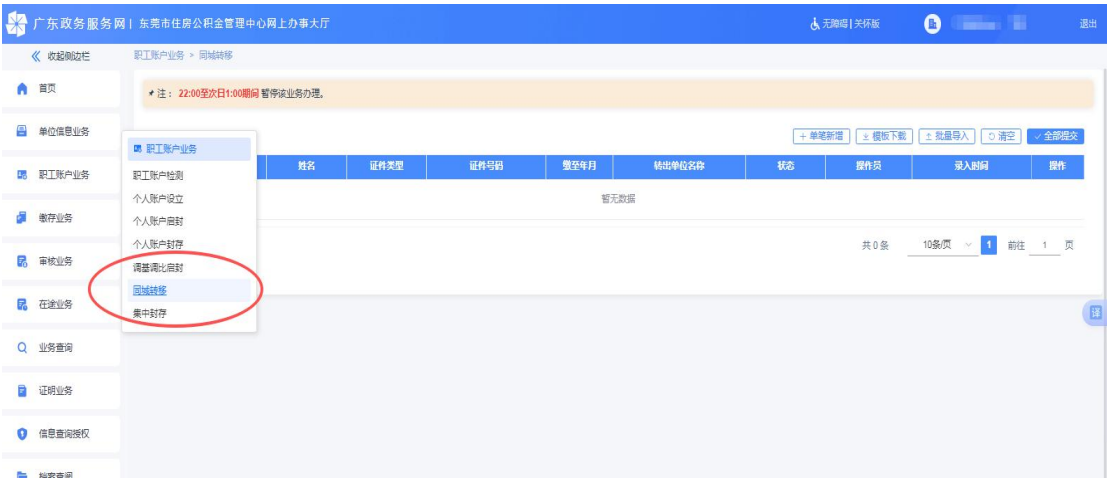 广东政务服务网 | 东莞市住房公积金管理中心网上办事大厅
无障碍 | 关怀版
退出
收起侧边栏
职工账户业务 > 同城转移
首页
注： 22:00至次日1:00期间 暂停该业务办理。
单位信息业务
+ 单笔新增 模板下载 批量导入 清空 全部提交
职工账户业务
姓名 证件类型 证件号码 缴至年月 转出单位名称 状态 操作员 录入时间 操作
职工账户业务
职工账户检测
个人账户设立
暂无数据
缴存业务
个人账户启封
个人账户封存
共 0 条 10条/页 1 前往 1 页
审核业务
调基调比启封
同城转移
在途业务
集中封存
译
业务查询
证明业务
信息查询授权
档案查阅